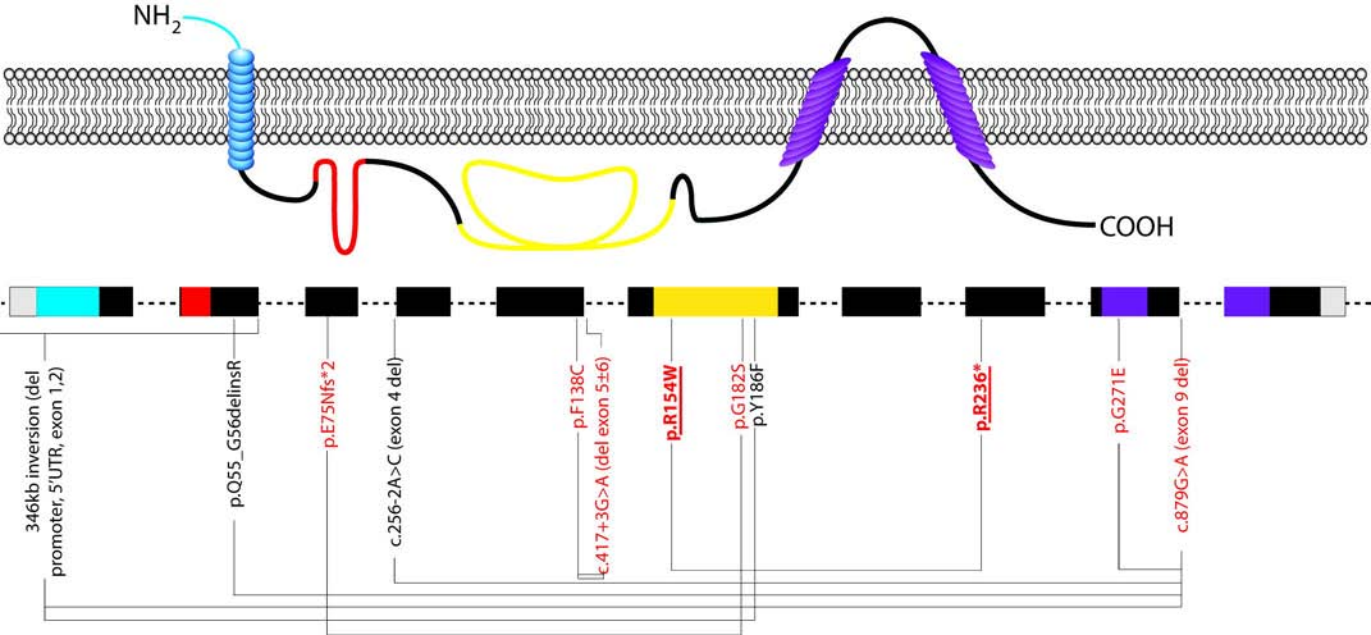 NH2
COOH
346kb inversion (del
promoter, 5'UTR, exon 1,2)
p.Q55_G56delinsR
p.E75Nfs*2
c.256-2A>C (exon 4 del)
p.F138C
c.417+3G>A (del exon 5±6)
p.R154W
p.G182S
p.Y186F
p.R236*
p.G271E
c.879G>A (exon 9 del)